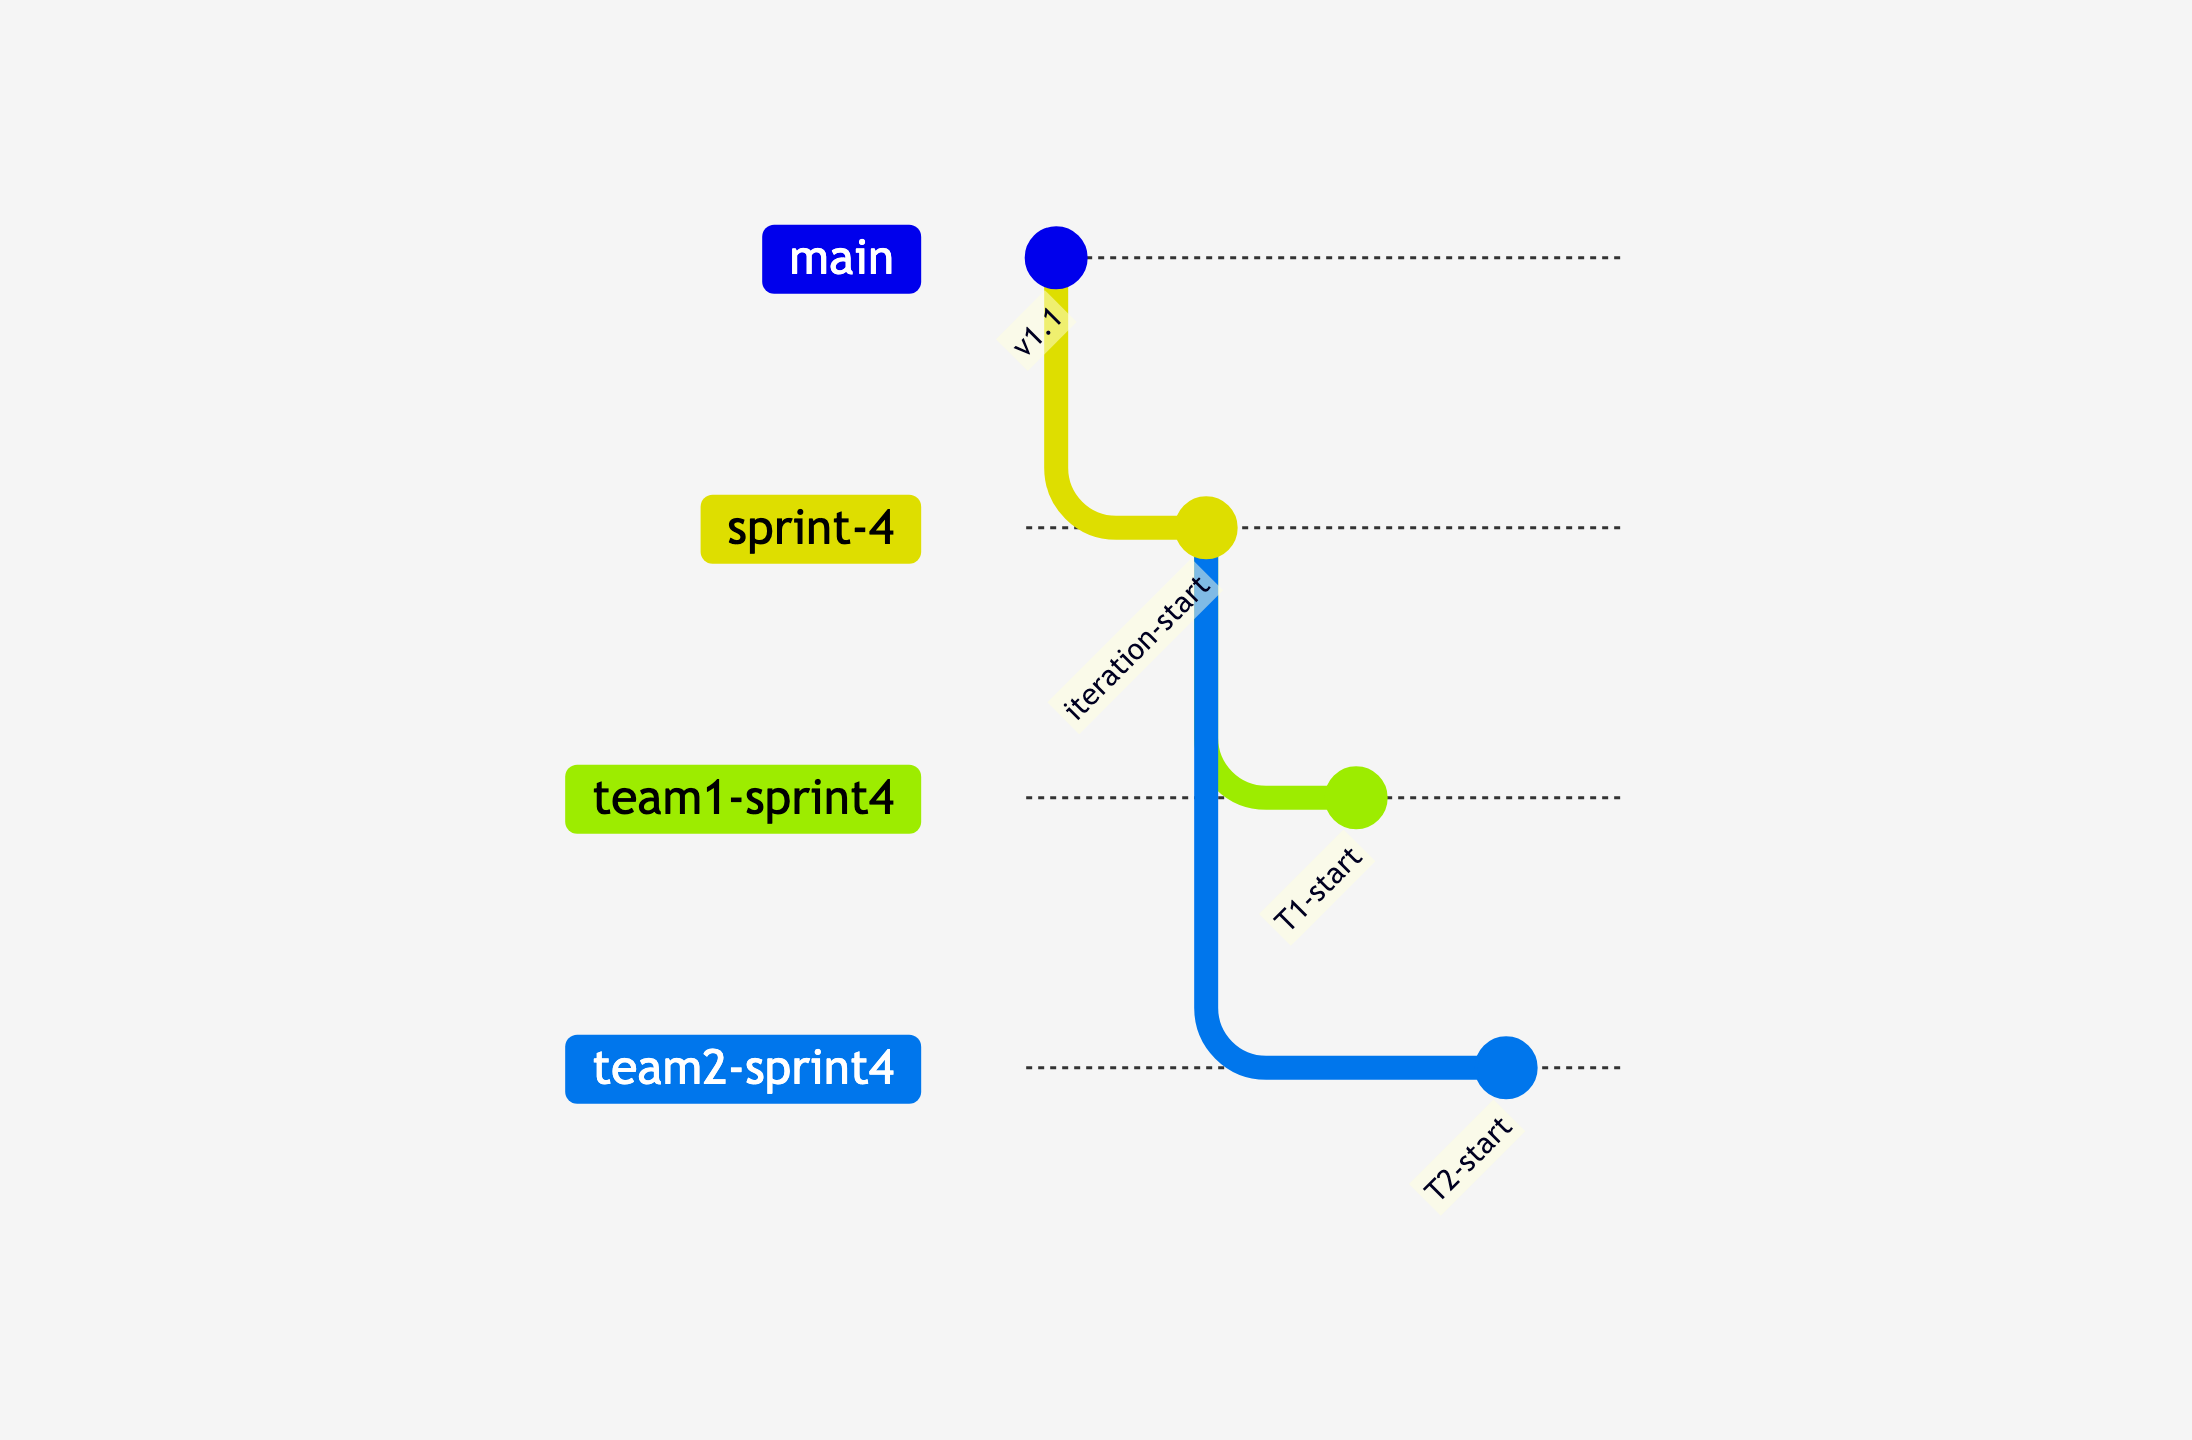 main
v1.1
sprint-4
iteration-start
team1-sprint4
T1-start
team2-sprint4
T2-start